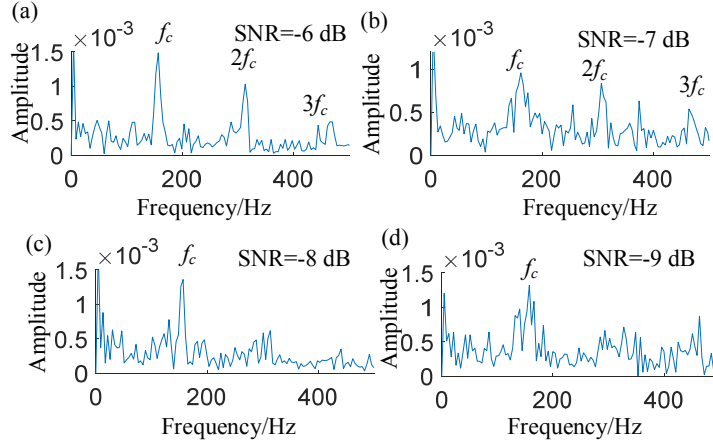 (a)
×10⁻³
SNR=-6 dB
f_c
2f_c
3f_c
1.5
1
0.5
0
Amplitude
0
200
400
Frequency/Hz
(b)
×10⁻³
SNR=-7 dB
f_c
2f_c
3f_c
1
0.5
0
Amplitude
0
200
400
Frequency/Hz
(c)
×10⁻³
f_c
SNR=-8 dB
1.5
1
0.5
0
Amplitude
0
200
400
Frequency/Hz
(d)
×10⁻³
f_c
SNR=-9 dB
1.5
1
0.5
0
Amplitude
0
200
400
Frequency/Hz